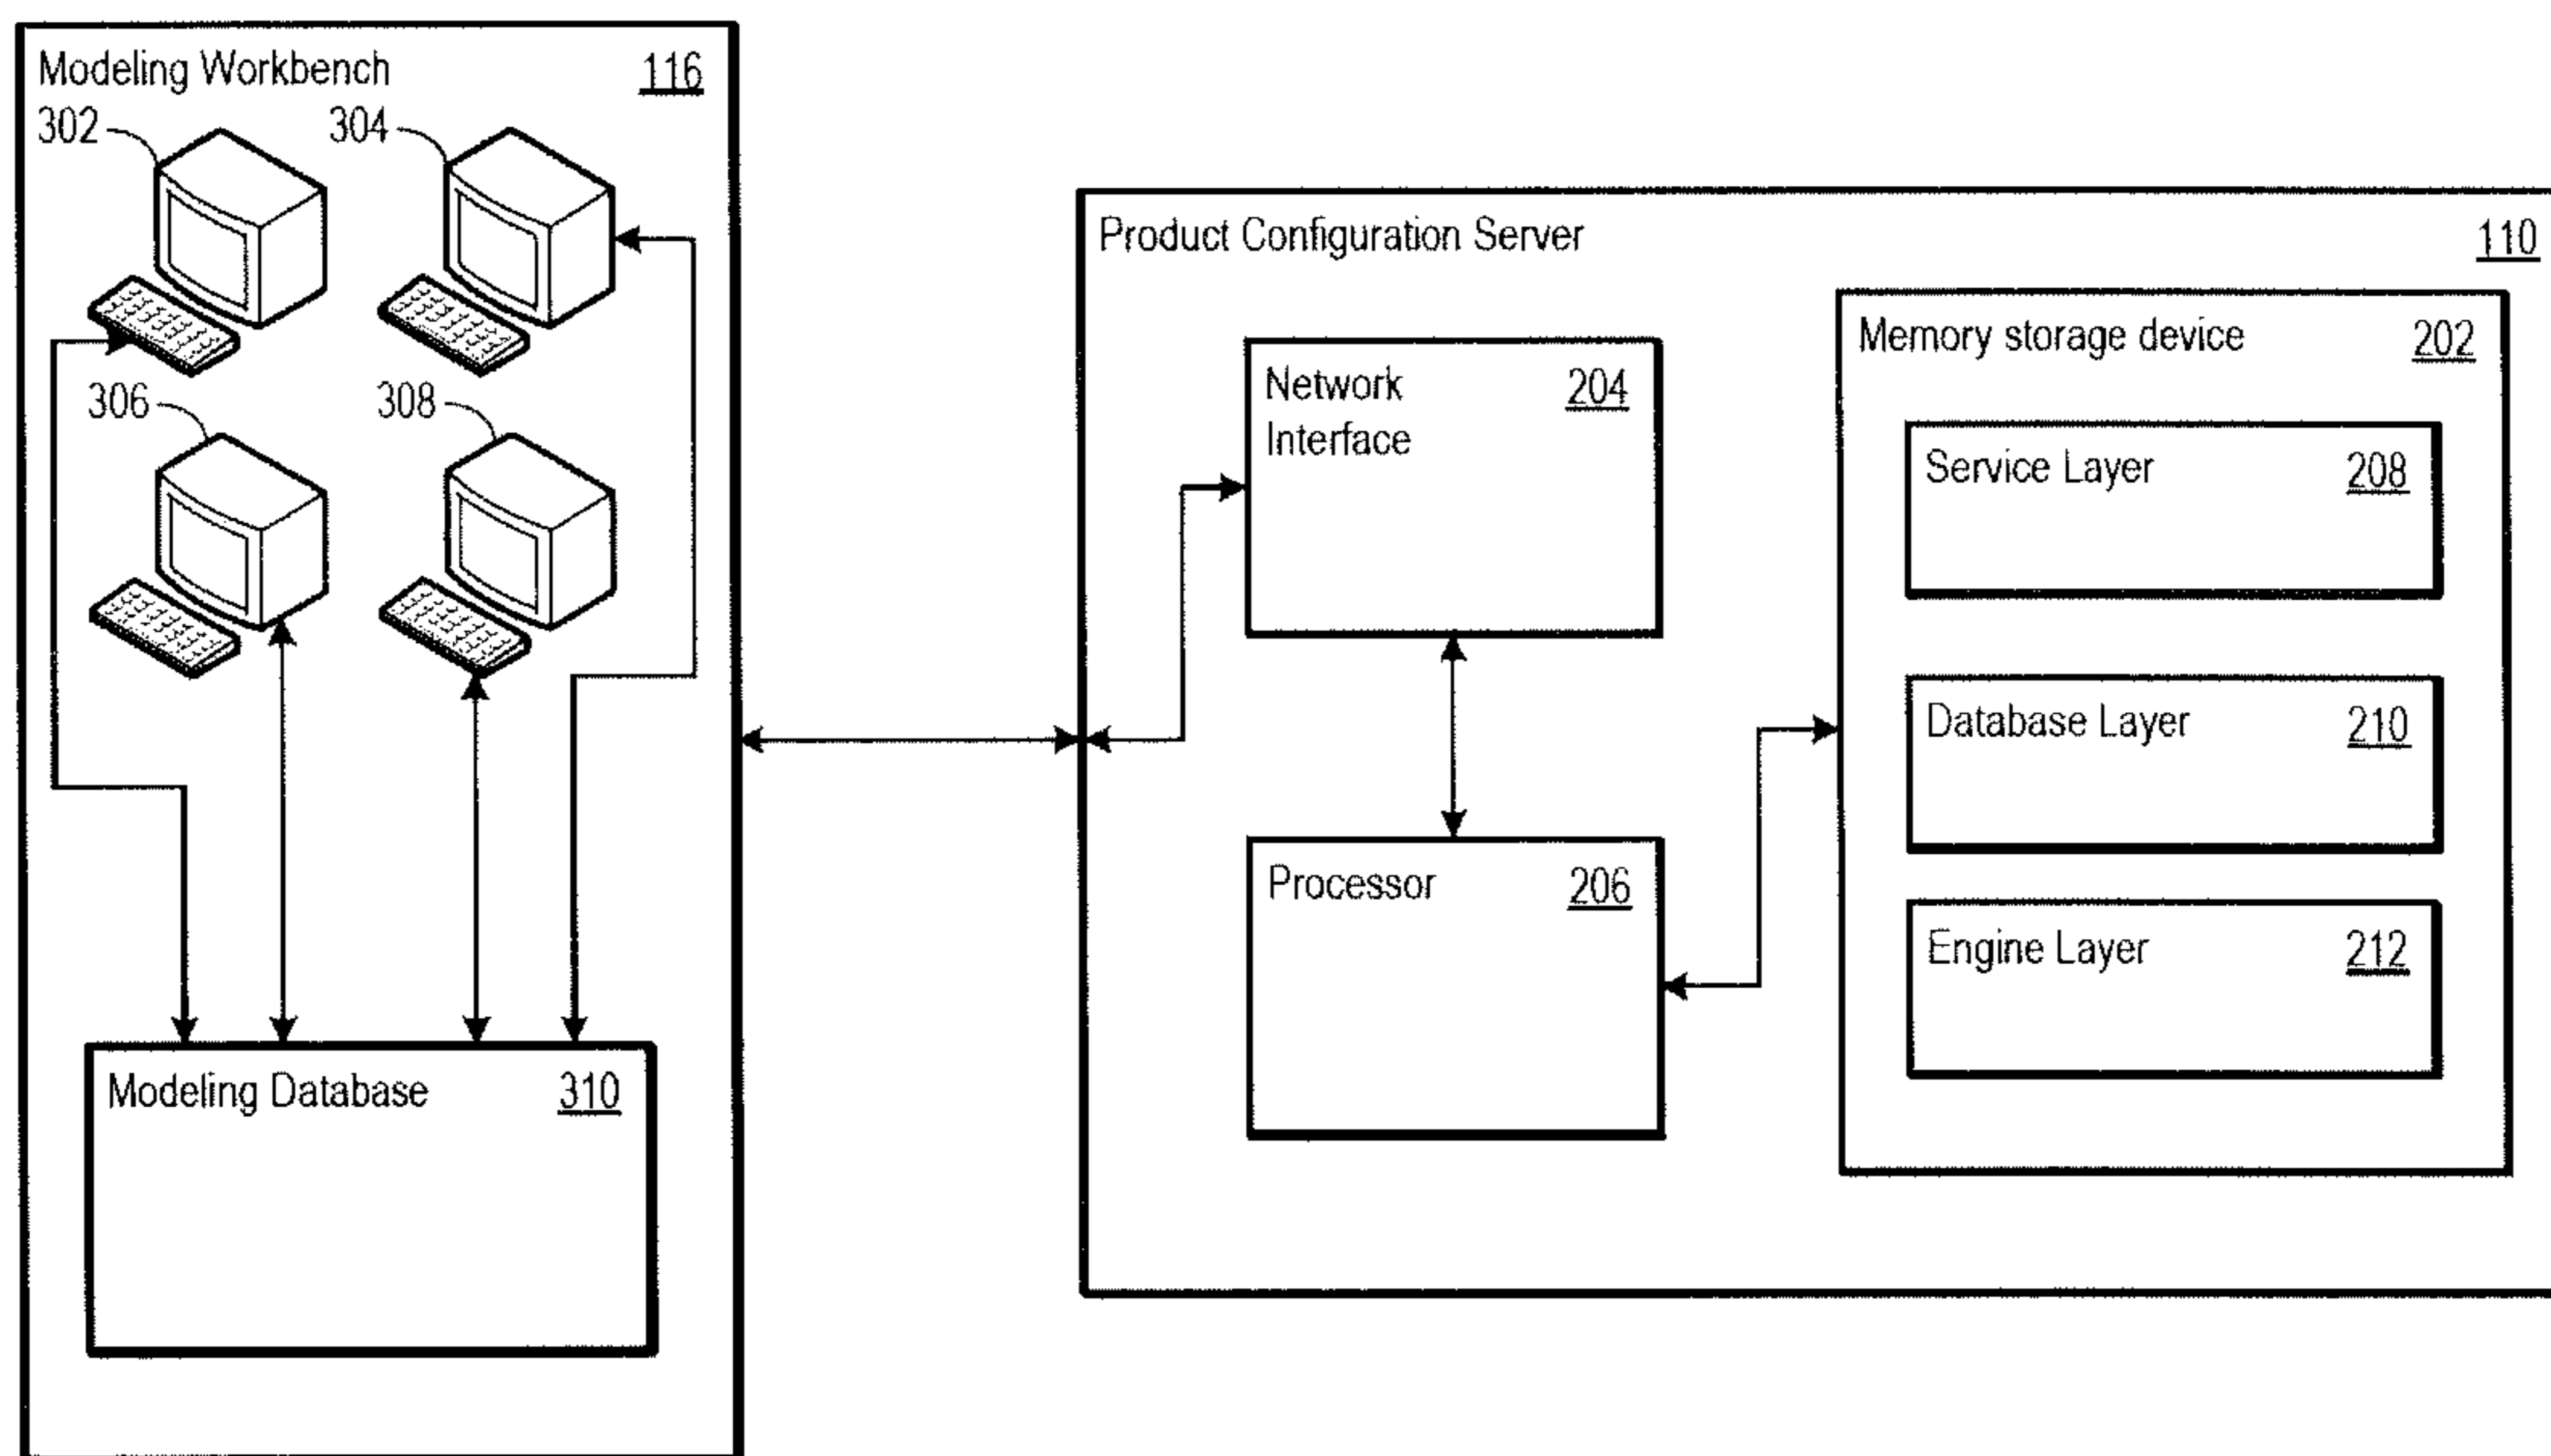 Modeling Workbench 116
302
304
306
308
Modeling Database 310
Product Configuration Server 110
Network 204
Interface
Processor 206
Memory storage device 202
Service Layer 208
Database Layer 210
Engine Layer 212